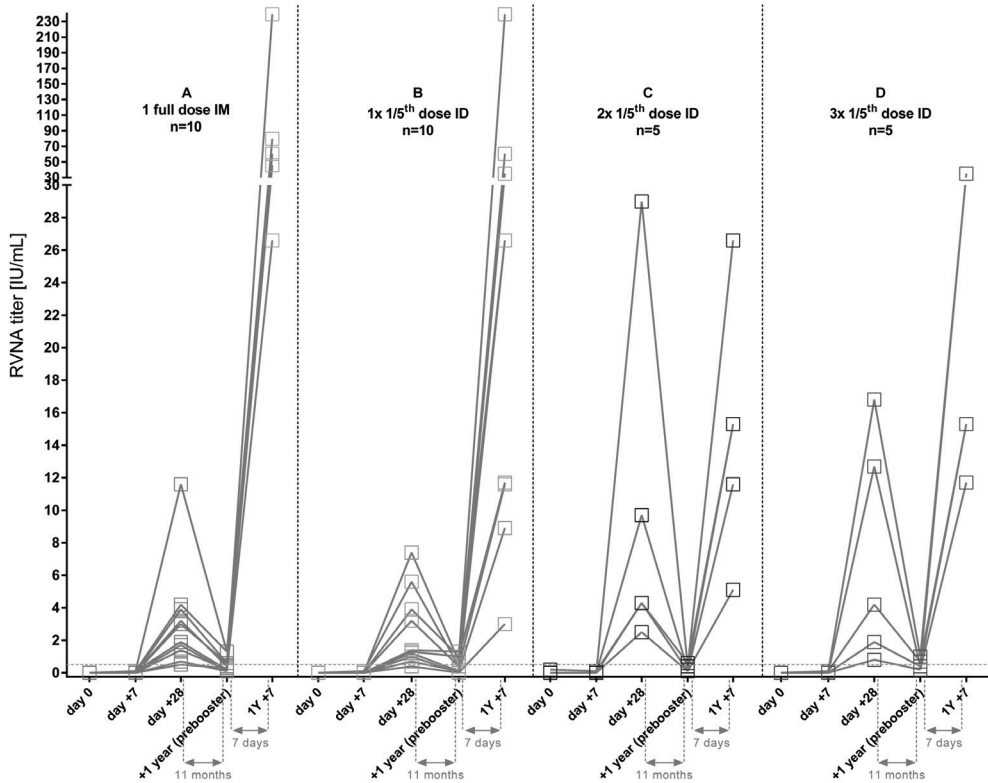 RVNA titer [IU/mL]
230
210
190
170
150
130
110
90
70
50
30
30
28
26
24
22
20
18
16
14
12
10
8
6
4
2
0
A
1 full dose IM
n=10
B
1x 1/5th dose ID
n=10
C
2x 1/5th dose ID
n=5
D
3x 1/5th dose ID
n=5
day 0
day +7
day +28
+1 year (prebooster)
1Y +7
7 days
11 months
day 0
day +7
day +28
+1 year (prebooster)
1Y +7
7 days
11 months
day 0
day +7
day +28
+1 year (prebooster)
1Y +7
7 days
11 months
day 0
day +7
day +28
+1 year (prebooster)
1Y +7
7 days
11 months